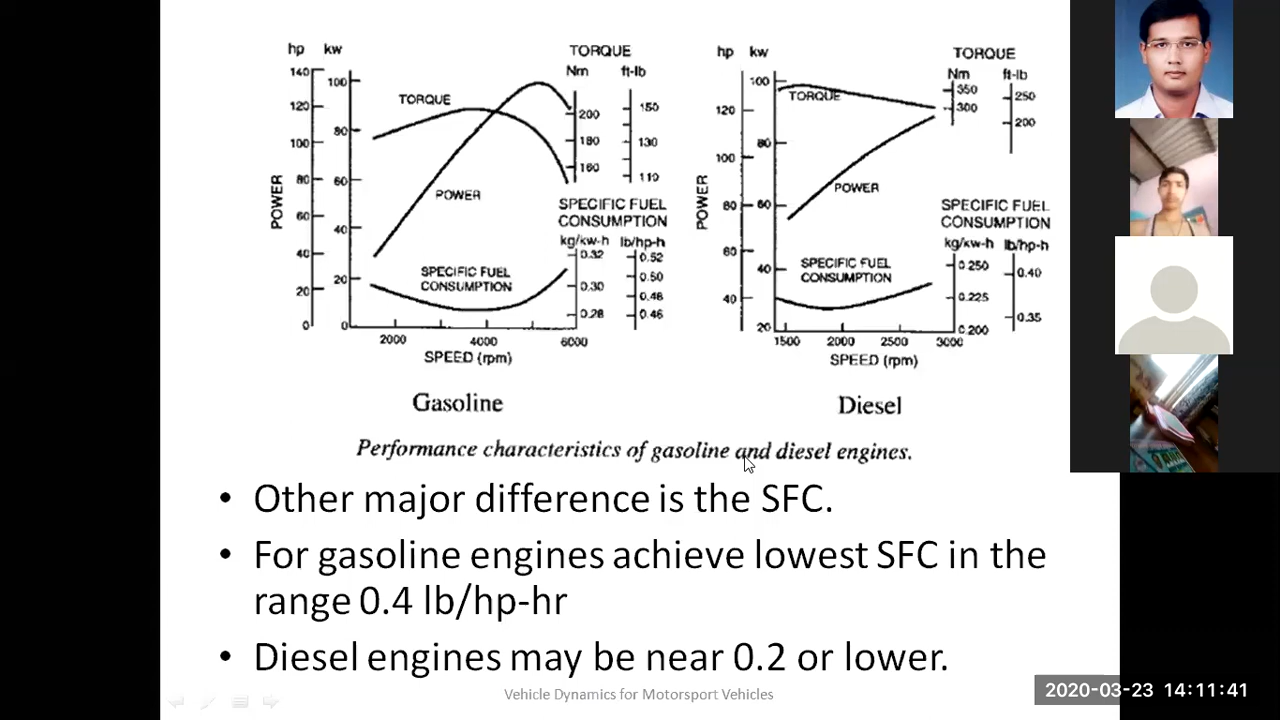 hp kw TORQUE
Nm ft-lb
140
120
100
80
60
40
20
0
100
80
60
40
20
0
POWER
TORQUE
POWER
SPECIFIC FUEL
CONSUMPTION
200
180
160
150
130
110
SPECIFIC FUEL
CONSUMPTION
kg/kw-h lb/hp-h
0.32
0.30
0.28
0.52
0.50
0.48
0.46
2000 4000 6000
SPEED (rpm)
Gasoline
hp kw TORQUE
Nm ft-lb
120
100
80
60
40
100
80
60
40
20
POWER
TORQUE
POWER
SPECIFIC FUEL
CONSUMPTION
350
300
250
200
SPECIFIC FUEL
CONSUMPTION
kg/kw-h lb/hp-h
0.250
0.225
0.200
0.40
0.35
1500 2000 2500 3000
SPEED (rpm)
Diesel
Performance characteristics of gasoline and diesel engines.
• Other major difference is the SFC.
• For gasoline engines achieve lowest SFC in the
range 0.4 lb/hp-hr
• Diesel engines may be near 0.2 or lower.
Vehicle Dynamics for Motorsport Vehicles
2020-03-23 14:11:41